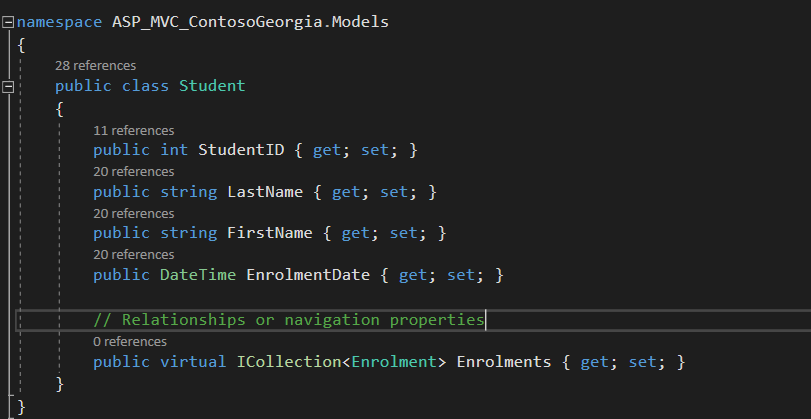 namespace ASP_MVC_ContosoGeorgia.Models
{
28 references
public class Student
{
11 references
public int StudentID { get; set; }
20 references
public string LastName { get; set; }
20 references
public string FirstName { get; set; }
20 references
public DateTime EnrolmentDate { get; set; }
// Relationships or navigation properties
0 references
public virtual ICollection<Enrolment> Enrolments { get; set; }
}
}